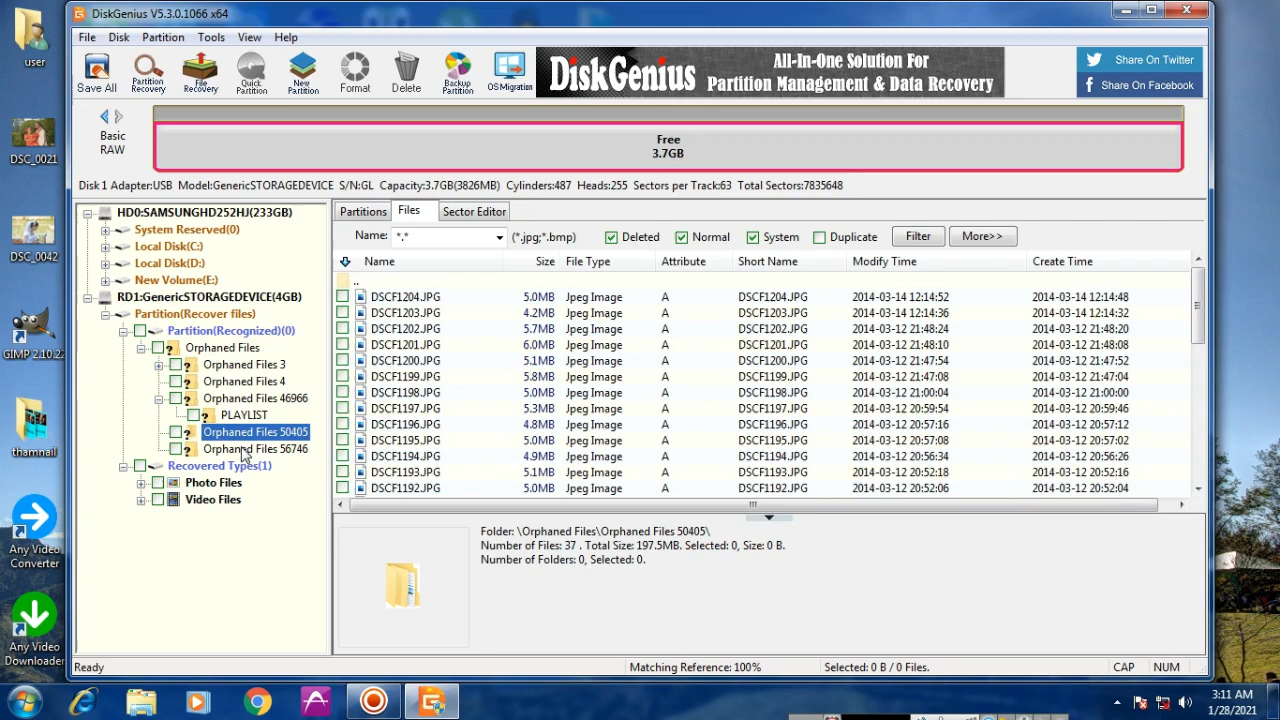 user
DSC_0021
DSC_0042
GIMP 2.10.22
thamnail
Any Video
Converter
Any Video
Downloader
DiskGenius V5.3.0.1066 x64
File Disk Partition Tools View Help
Save All
Partition
Recovery
File
Recovery
Quick
Partition
New
Partition
Format
Delete
Backup
Partition
OS Migration
DiskGenius
All-In-One Solution For
Partition Management & Data Recovery
Share On Twitter
Share On Facebook
Basic
RAW
Free
3.7GB
Disk 1 Adapter:USB Model:GenericSTORAGEDEVICE S/N:GL Capacity:3.7GB(3826MB) Cylinders:487 Heads:255 Sectors per Track:63 Total Sectors:7835648
HD0:SAMSUNGHD252HJ(233GB)
System Reserved(0)
Local Disk(C:)
Local Disk(D:)
New Volume(E:)
RD1:GenericSTORAGEDEVICE(4GB)
Partition(Recover files)
Partition(Recognized)(0)
Orphaned Files
Orphaned Files 3
Orphaned Files 4
Orphaned Files 46966
PLAYLIST
Orphaned Files 50405
Orphaned Files 56746
Recovered Types(1)
Photo Files
Video Files
Partitions Files Sector Editor
Name: *.* (*.jpg;*.bmp) Deleted Normal System Duplicate Filter More>>
Name Size File Type Attribute Short Name Modify Time Create Time
..
DSCF1204.JPG 5.0MB Jpeg Image A DSCF1204.JPG 2014-03-14 12:14:52 2014-03-14 12:14:48
DSCF1203.JPG 4.2MB Jpeg Image A DSCF1203.JPG 2014-03-14 12:14:36 2014-03-14 12:14:32
DSCF1202.JPG 5.7MB Jpeg Image A DSCF1202.JPG 2014-03-12 21:48:24 2014-03-12 21:48:20
DSCF1201.JPG 6.0MB Jpeg Image A DSCF1201.JPG 2014-03-12 21:48:10 2014-03-12 21:48:08
DSCF1200.JPG 5.1MB Jpeg Image A DSCF1200.JPG 2014-03-12 21:47:54 2014-03-12 21:47:52
DSCF1199.JPG 5.8MB Jpeg Image A DSCF1199.JPG 2014-03-12 21:47:08 2014-03-12 21:47:04
DSCF1198.JPG 5.0MB Jpeg Image A DSCF1198.JPG 2014-03-12 21:00:04 2014-03-12 21:00:00
DSCF1197.JPG 5.3MB Jpeg Image A DSCF1197.JPG 2014-03-12 20:59:54 2014-03-12 20:59:46
DSCF1196.JPG 4.8MB Jpeg Image A DSCF1196.JPG 2014-03-12 20:57:58 2014-03-12 20:57:08
DSCF1195.JPG 5.0MB Jpeg Image A DSCF1195.JPG 2014-03-12 20:57:08 2014-03-12 20:57:02
DSCF1194.JPG 4.9MB Jpeg Image A DSCF1194.JPG 2014-03-12 20:56:34 2014-03-12 20:56:26
DSCF1193.JPG 5.1MB Jpeg Image A DSCF1193.JPG 2014-03-12 20:52:18 2014-03-12 20:52:16
DSCF1192.JPG 5.0MB Jpeg Image A DSCF1192.JPG 2014-03-12 20:52:06 2014-03-12 20:52:04
Folder: \Orphaned Files\Orphaned Files 50405\
Number of Files: 37 . Total Size: 197.5MB. Selected: 0, Size: 0 B.
Number of Folders: 0, Selected: 0.
Ready Matching Reference: 100% Selected: 0 B / 0 Files. CAP NUM
3:11 AM
1/28/2021